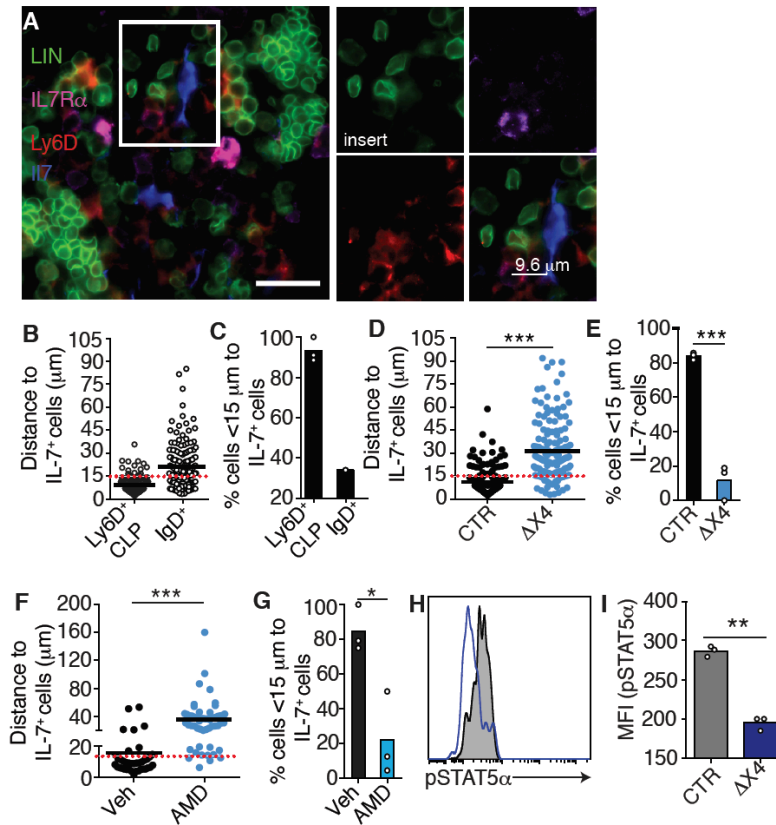 A
LIN
IL7Rα
Ly6D
Il7
insert
9.6 μm
B
Distance to
IL-7⁺ cells (μm)
105
90
75
60
45
30
15
0
Ly6D⁺
CLP
IgD⁺
C
% cells <15 μm to
IL-7⁺ cells
100
80
60
40
20
Ly6D⁺
CLP
IgD⁺
D
Distance to
IL-7⁺ cells (μm)
105
90
75
60
45
30
15
0
***
CTR
ΔX4
E
% cells <15 μm to
IL-7⁺ cells
100
80
60
40
20
0
***
CTR
ΔX4
F
Distance to
IL-7⁺ cells (μm)
200
160
120
80
40
20
0
***
Veh
AMD
G
% cells <15 μm to
IL-7⁺ cells
100
80
60
40
20
0
*
Veh
AMD
H
pSTAT5α
I
MFI (pSTAT5α)
400
300
250
200
150
**
CTR
ΔX4